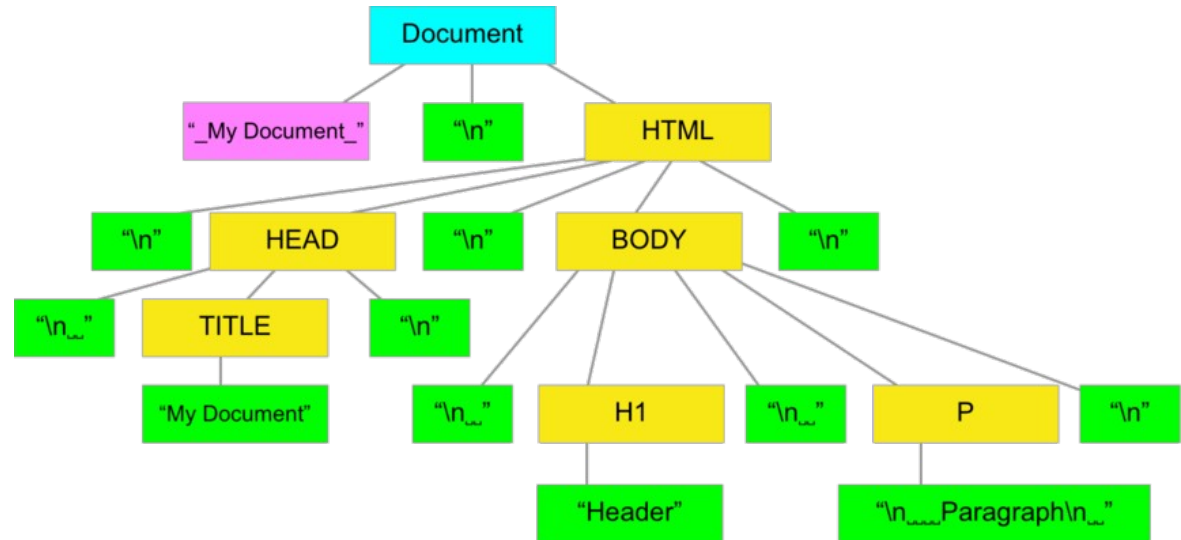 Document
“_My Document_”
“\n”
HTML
“\n”
HEAD
“\n”
BODY
“\n”
“\n␣␣”
TITLE
“\n”
“My Document”
“\n␣␣”
H1
“\n␣␣”
P
“\n”
“Header”
“\n␣␣␣␣Paragraph\n␣␣”